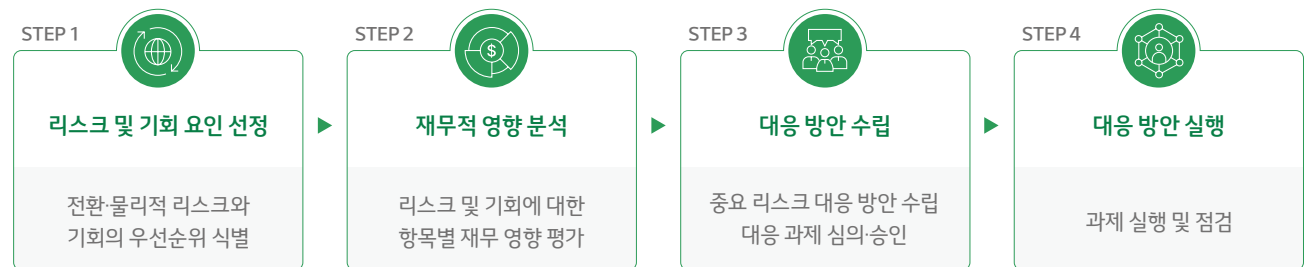 STEP 1
리스크 및 기회 요인 선정
전환·물리적 리스크와
기회의 우선순위 식별
STEP 2
$
재무적 영향 분석
리스크 및 기회에 대한
항목별 재무 영향 평가
STEP 3
대응 방안 수립
중요 리스크 대응 방안 수립
대응 과제 심의·승인
STEP 4
대응 방안 실행
과제 실행 및 점검